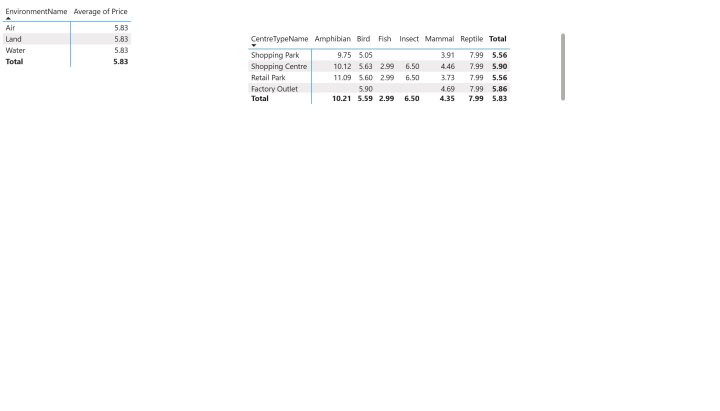 EnvironmentName Average of Price
Air 5.83
Land 5.83
Water 5.83
Total 5.83
CentreTypeName Amphibian Bird Fish Insect Mammal Reptile Total
Shopping Park 9.75 5.05 3.91 7.99 5.56
Shopping Centre 10.12 5.63 2.99 6.50 4.46 7.99 5.90
Retail Park 11.09 5.60 2.99 6.50 3.73 7.99 5.56
Factory Outlet 5.90 4.69 7.99 5.86
Total 10.21 5.59 2.99 6.50 4.35 7.99 5.83